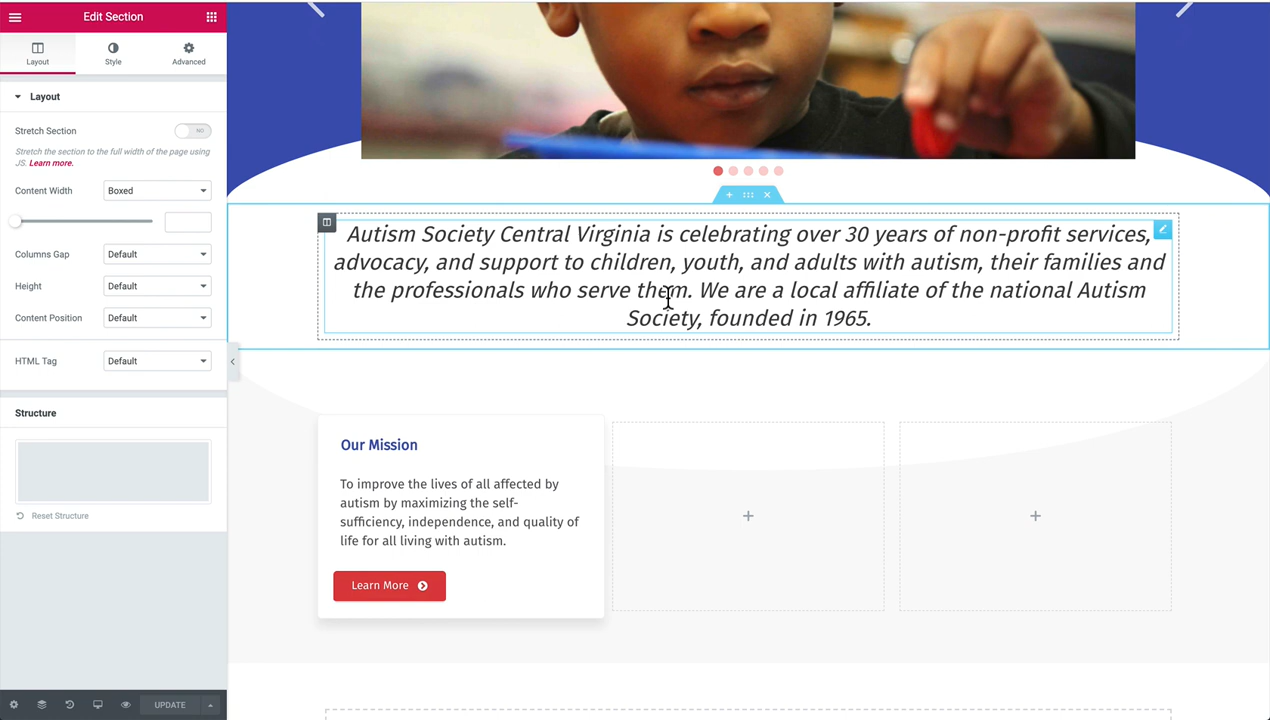 Edit Section
Layout
Style
Advanced
Layout
Stretch Section
NO
Stretch the section to the full width of the page using
JS. Learn more.
Content Width
Boxed
Columns Gap
Default
Height
Default
Content Position
Default
HTML Tag
Default
Structure
Reset Structure
UPDATE
Autism Society Central Virginia is celebrating over 30 years of non-profit services,
advocacy, and support to children, youth, and adults with autism, their families and
the professionals who serve them. We are a local affiliate of the national Autism
Society, founded in 1965.
Our Mission
To improve the lives of all affected by
autism by maximizing the self-
sufficiency, independence, and quality of
life for all living with autism.
Learn More